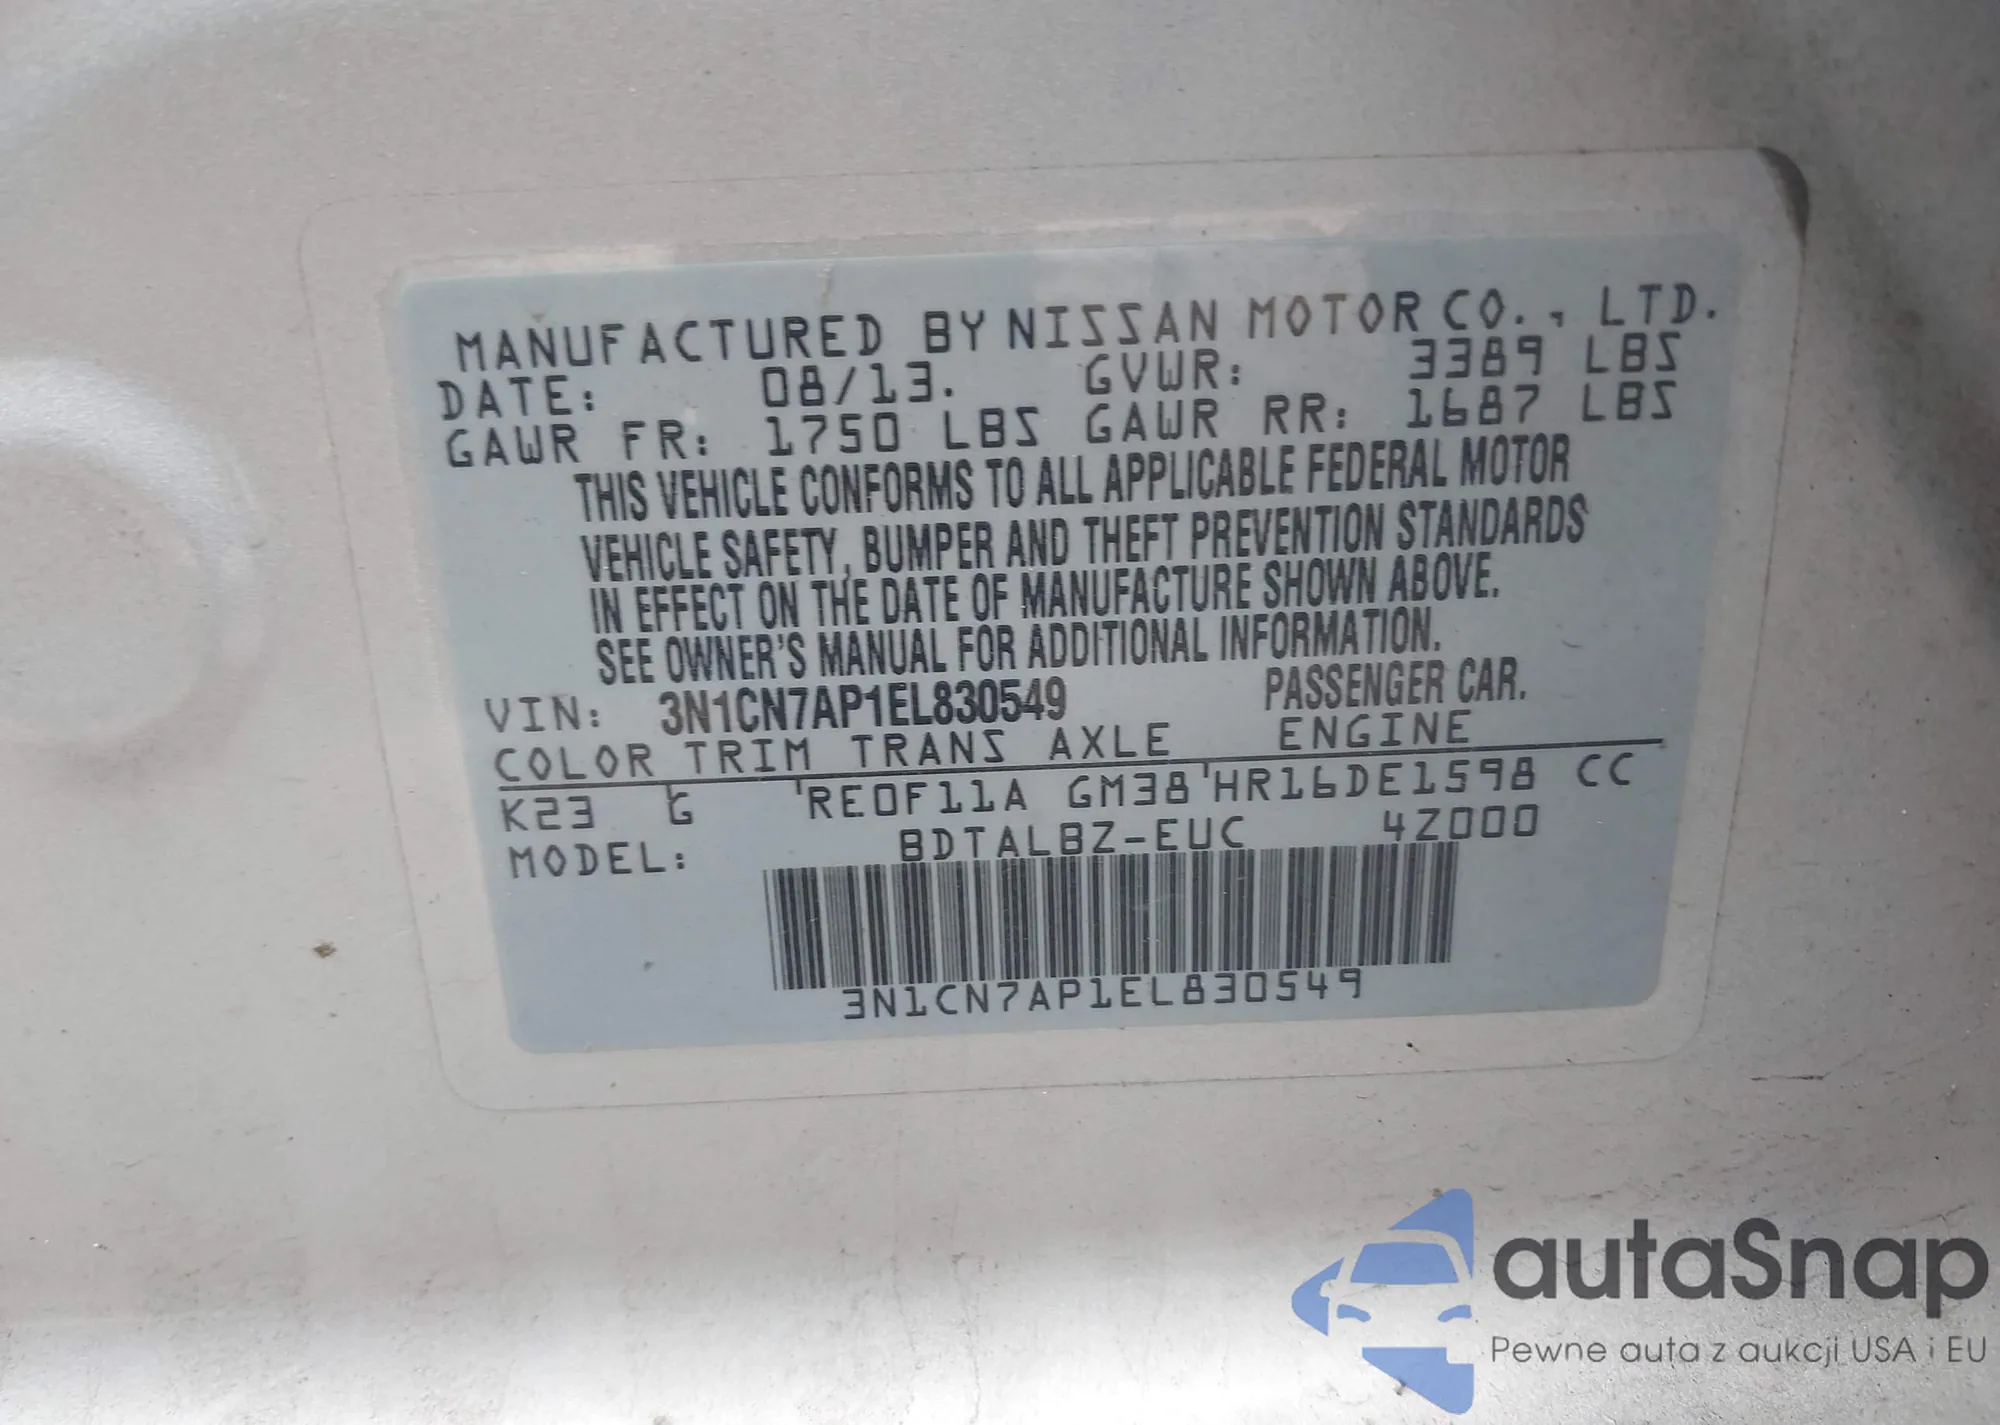 MANUFACTURED BY NISSAN MOTOR CO., LTD.
DATE: 08/13. GVWR: 3389 LBS
GAWR FR: 1750 LBS GAWR RR: 1687 LBS
THIS VEHICLE CONFORMS TO ALL APPLICABLE FEDERAL MOTOR
VEHICLE SAFETY, BUMPER AND THEFT PREVENTION STANDARDS
IN EFFECT ON THE DATE OF MANUFACTURE SHOWN ABOVE.
SEE OWNER'S MANUAL FOR ADDITIONAL INFORMATION.
VIN: 3N1CN7AP1EL830549 PASSENGER CAR.
COLOR TRIM TRANS AXLE ENGINE
K23 G RE0F11A GM38 HR16DE1598 CC
MODEL: BDTALBZ-EUC 4Z000
3N1CN7AP1EL830549
autaSnap
Pewne auta z aukcji USA i EU